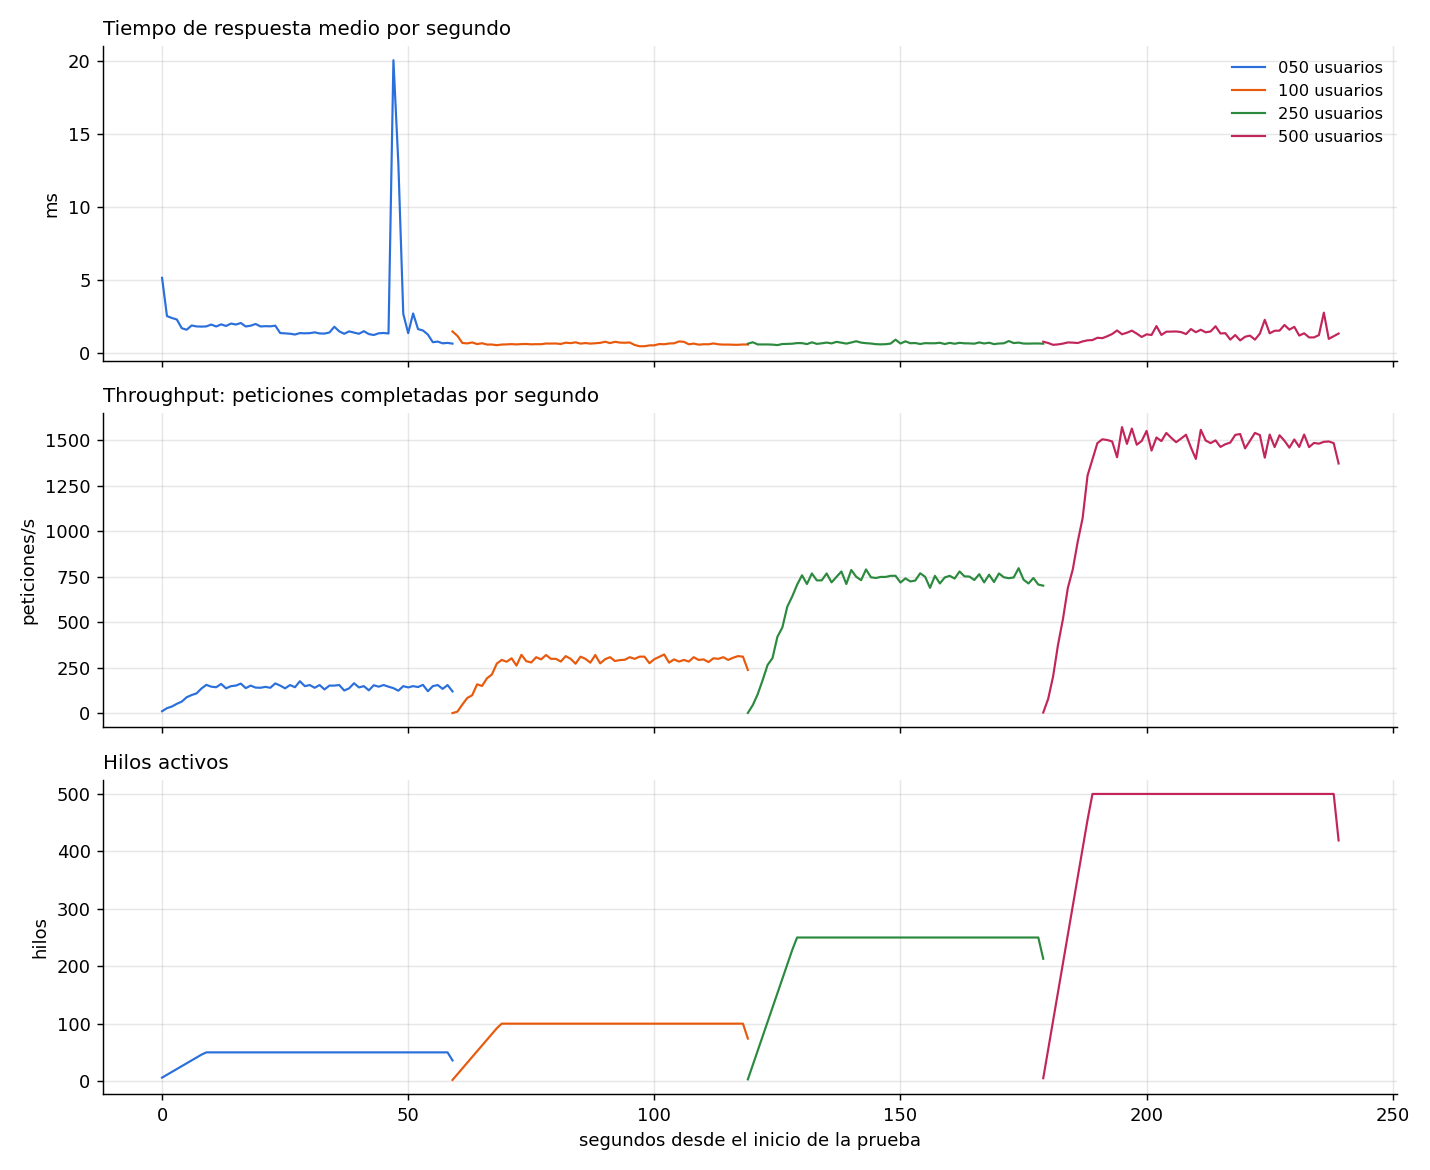 Tiempo de respuesta medio por segundo
20
15
10
5
0
ms
050 usuarios
100 usuarios
250 usuarios
500 usuarios
Throughput: peticiones completadas por segundo
1500
1250
1000
750
500
250
0
peticiones/s
Hilos activos
500
400
300
200
100
0
hilos
0 50 100 150 200 250
segundos desde el inicio de la prueba